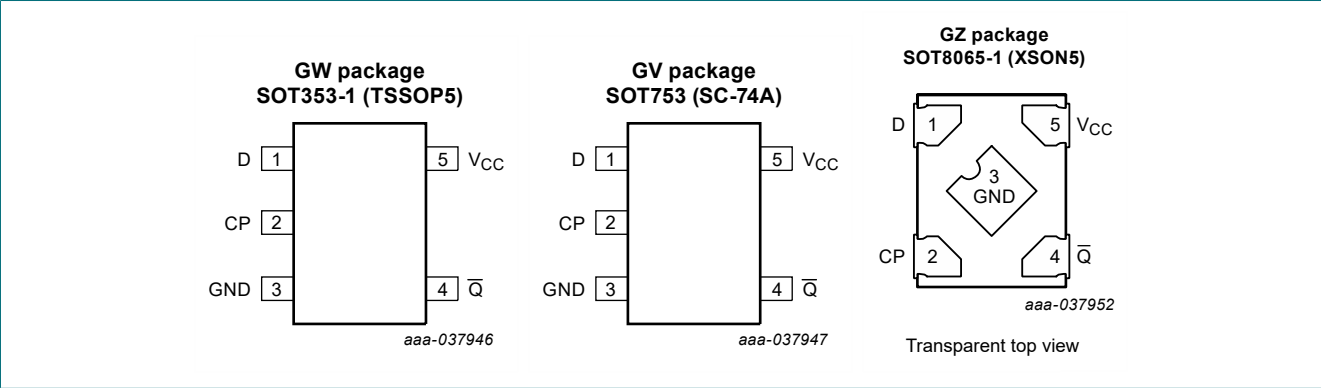 GW package
SOT353-1 (TSSOP5)
D 1
5 VCC
CP 2
GND 3
4 Q̅
aaa-037946
GV package
SOT753 (SC-74A)
D 1
5 VCC
CP 2
GND 3
4 Q̅
aaa-037947
GZ package
SOT8065-1 (XSON5)
D 1
5 VCC
3
GND
CP 2
4 Q̅
aaa-037952
Transparent top view